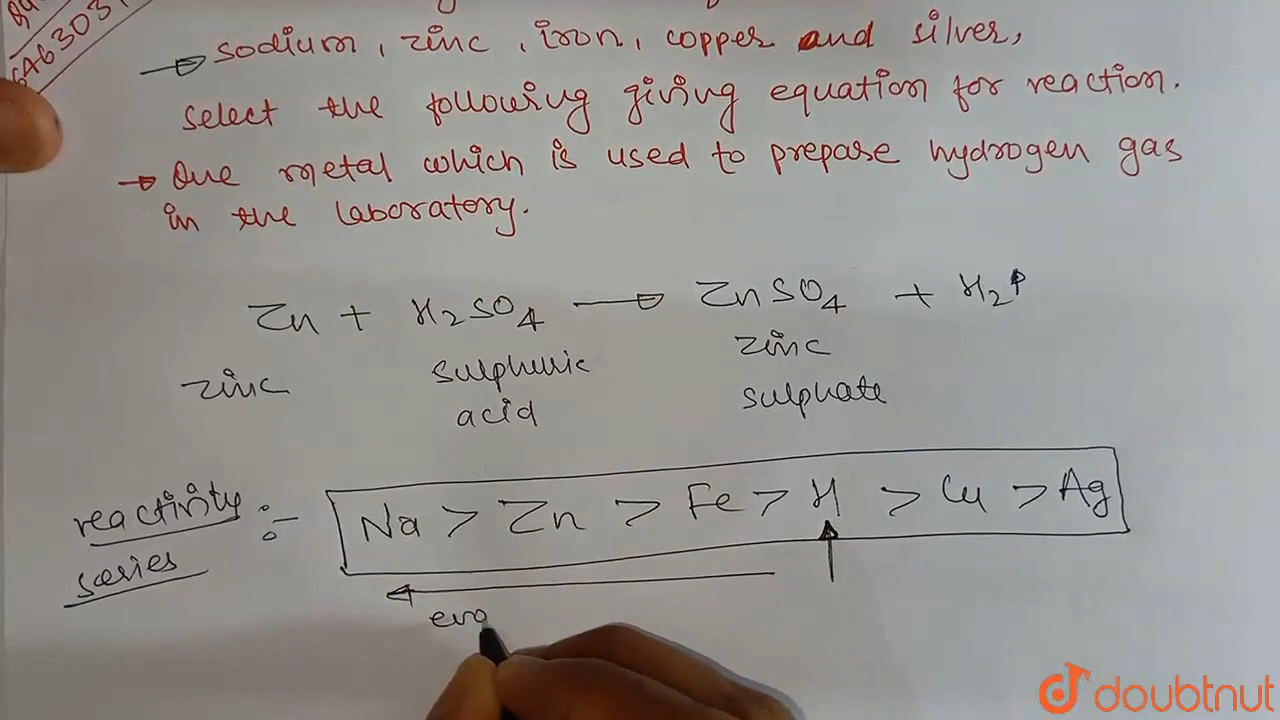 → sodium, zinc, iron, copper and silver,
select the following giving equation for reaction.
→ One metal which is used to prepare hydrogen gas
in the laboratory.
Zn + H2SO4 → ZnSO4 + H2↑
zinc sulphuric acid zinc sulphate
reactivity series :- Na > Zn > Fe > H > Cu > Ag
evo
doubtnut